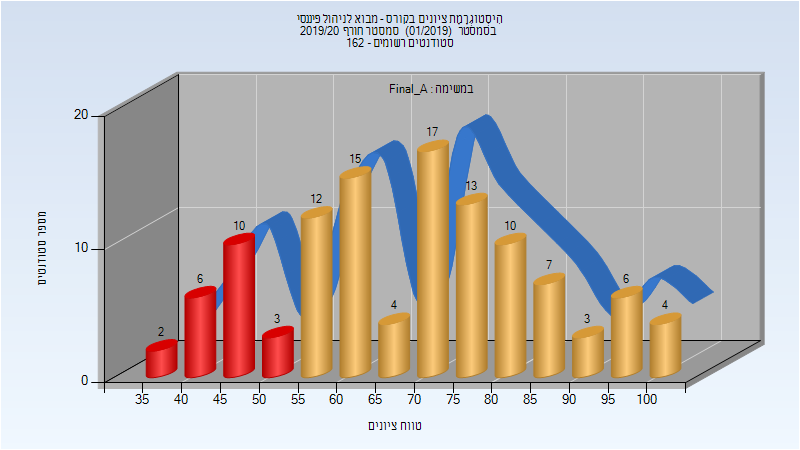 היסטוגרמת ציונים בקורס - מבוא לניהול פיננסי
בסמסטר (01/2019) סמסטר חורף 2019/20
סטודנטים רשומים - 162
במשימה : Final_A
מספר סטודנטים
20
10
0
2
6
10
3
12
15
4
17
13
10
7
3
6
4
35 40 45 50 55 60 65 70 75 80 85 90 95 100
טווח ציונים